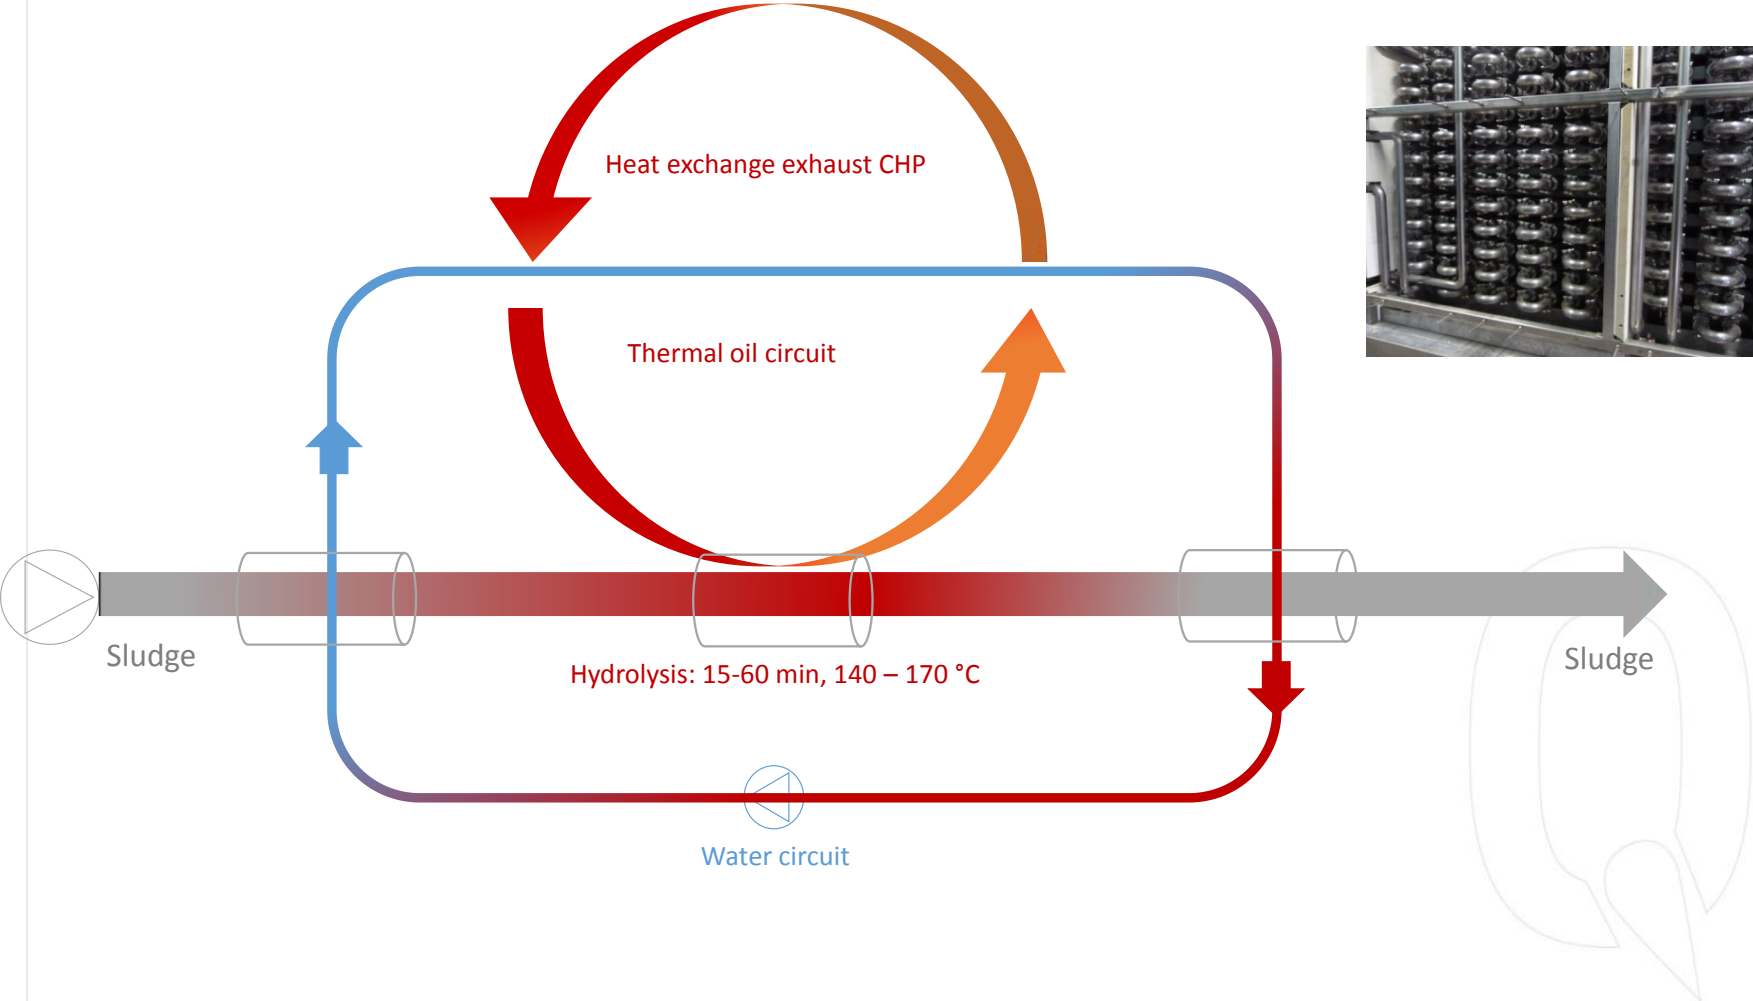 Heat exchange exhaust CHP
Thermal oil circuit
Sludge
Hydrolysis: 15-60 min, 140 – 170 °C
Sludge
Water circuit